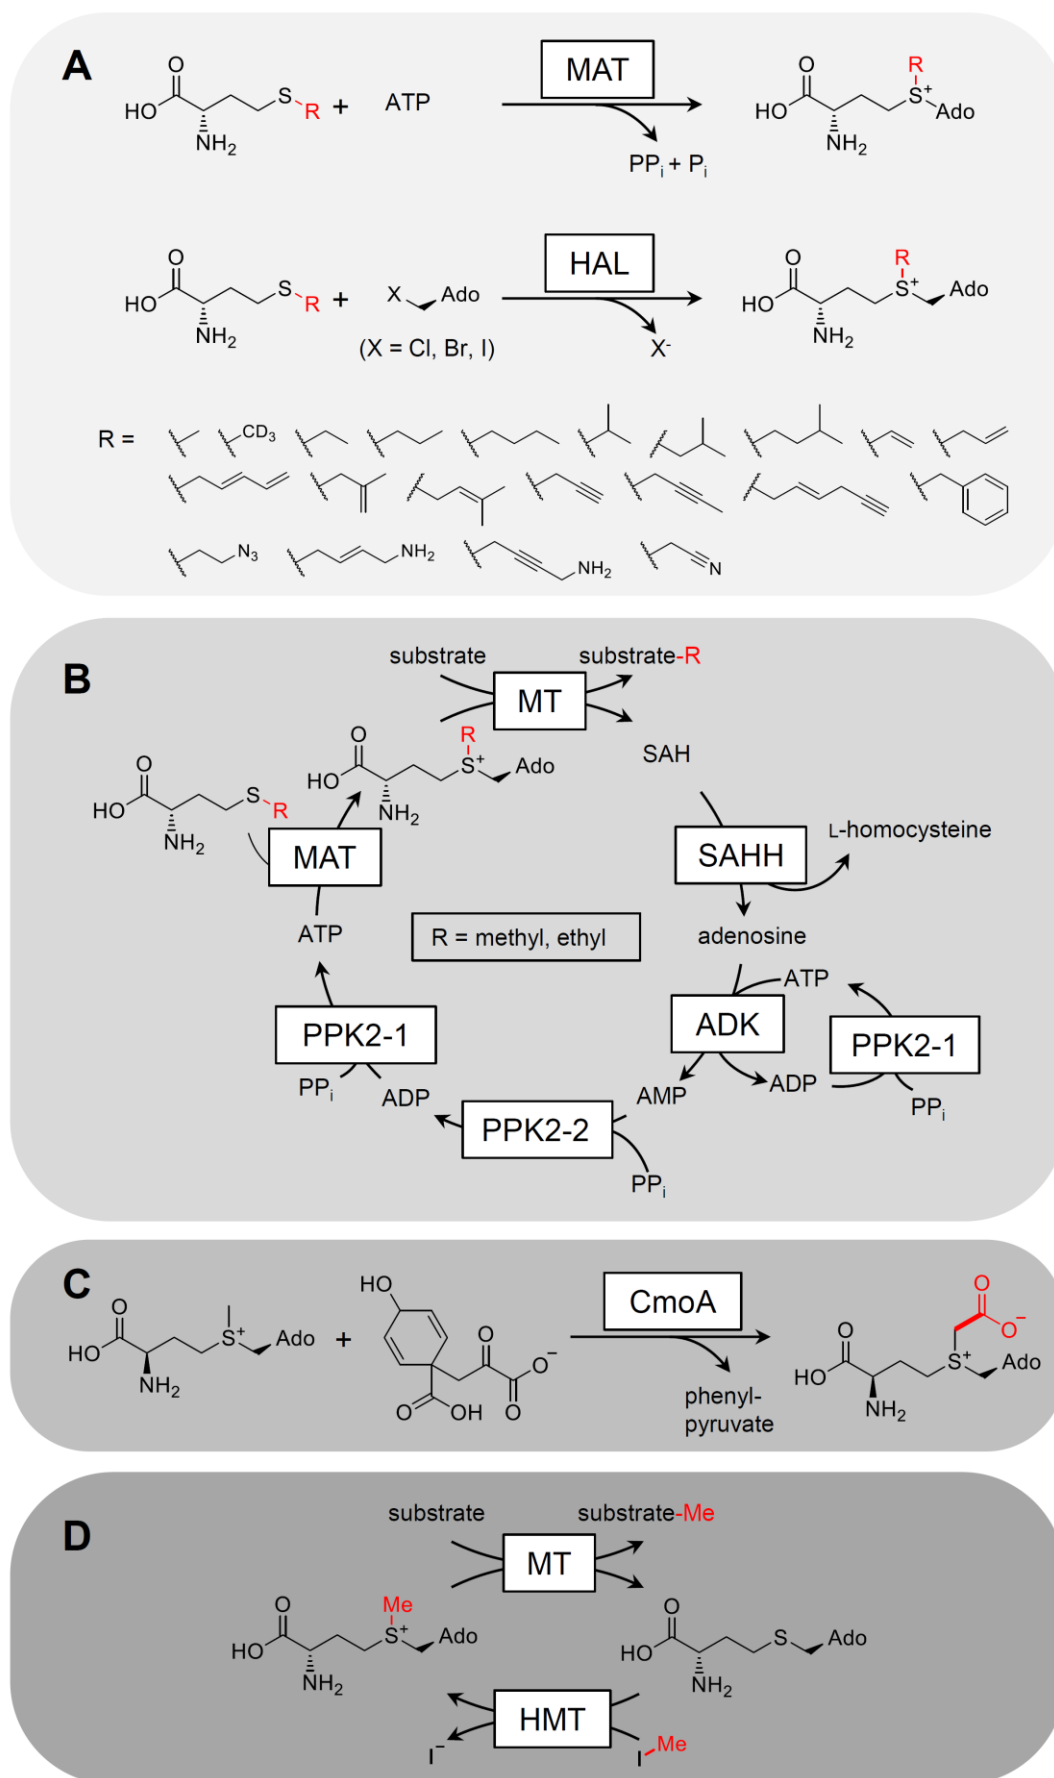 A
O
HO
NH2
S
R
+
ATP
MAT
PPi + Pi
O
HO
NH2
R
S+
Ado
O
HO
NH2
S
R
+
X
Ado
(X = Cl, Br, I)
HAL
X-
O
HO
NH2
R
S+
Ado
R =
CD3
N3
NH2
NH2
N
B
substrate
substrate-R
MT
O
HO
NH2
S
R
O
HO
NH2
R
S+
Ado
SAH
MAT
SAHH
L-homocysteine
ATP
R = methyl, ethyl
adenosine
ATP
PPK2-1
ADK
PPK2-1
PPi
ADP
AMP
ADP
PPi
PPK2-2
PPi
C
O
HO
NH2
S+
Ado
+
HO
O
O−
O
O
OH
CmoA
phenyl-
pyruvate
O
O−
O
HO
NH2
S+
Ado
D
substrate
substrate-Me
MT
O
HO
NH2
Me
S+
Ado
O
HO
NH2
S
Ado
HMT
I−
I
Me